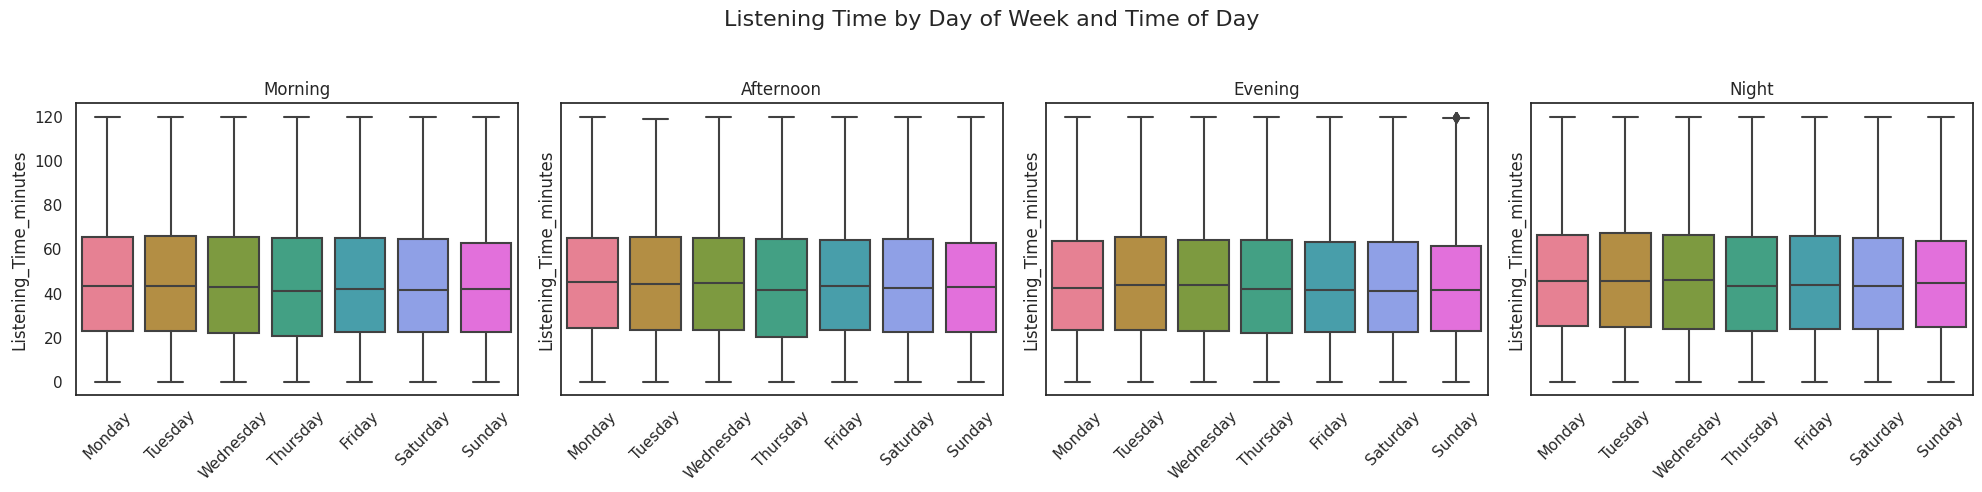 Listening Time by Day of Week and Time of Day
Morning
Afternoon
Evening
Night
Listening_Time_minutes
120
100
80
60
40
20
0
Monday
Tuesday
Wednesday
Thursday
Friday
Saturday
Sunday
Listening_Time_minutes
Monday
Tuesday
Wednesday
Thursday
Friday
Saturday
Sunday
Listening_Time_minutes
Monday
Tuesday
Wednesday
Thursday
Friday
Saturday
Sunday
Listening_Time_minutes
Monday
Tuesday
Wednesday
Thursday
Friday
Saturday
Sunday